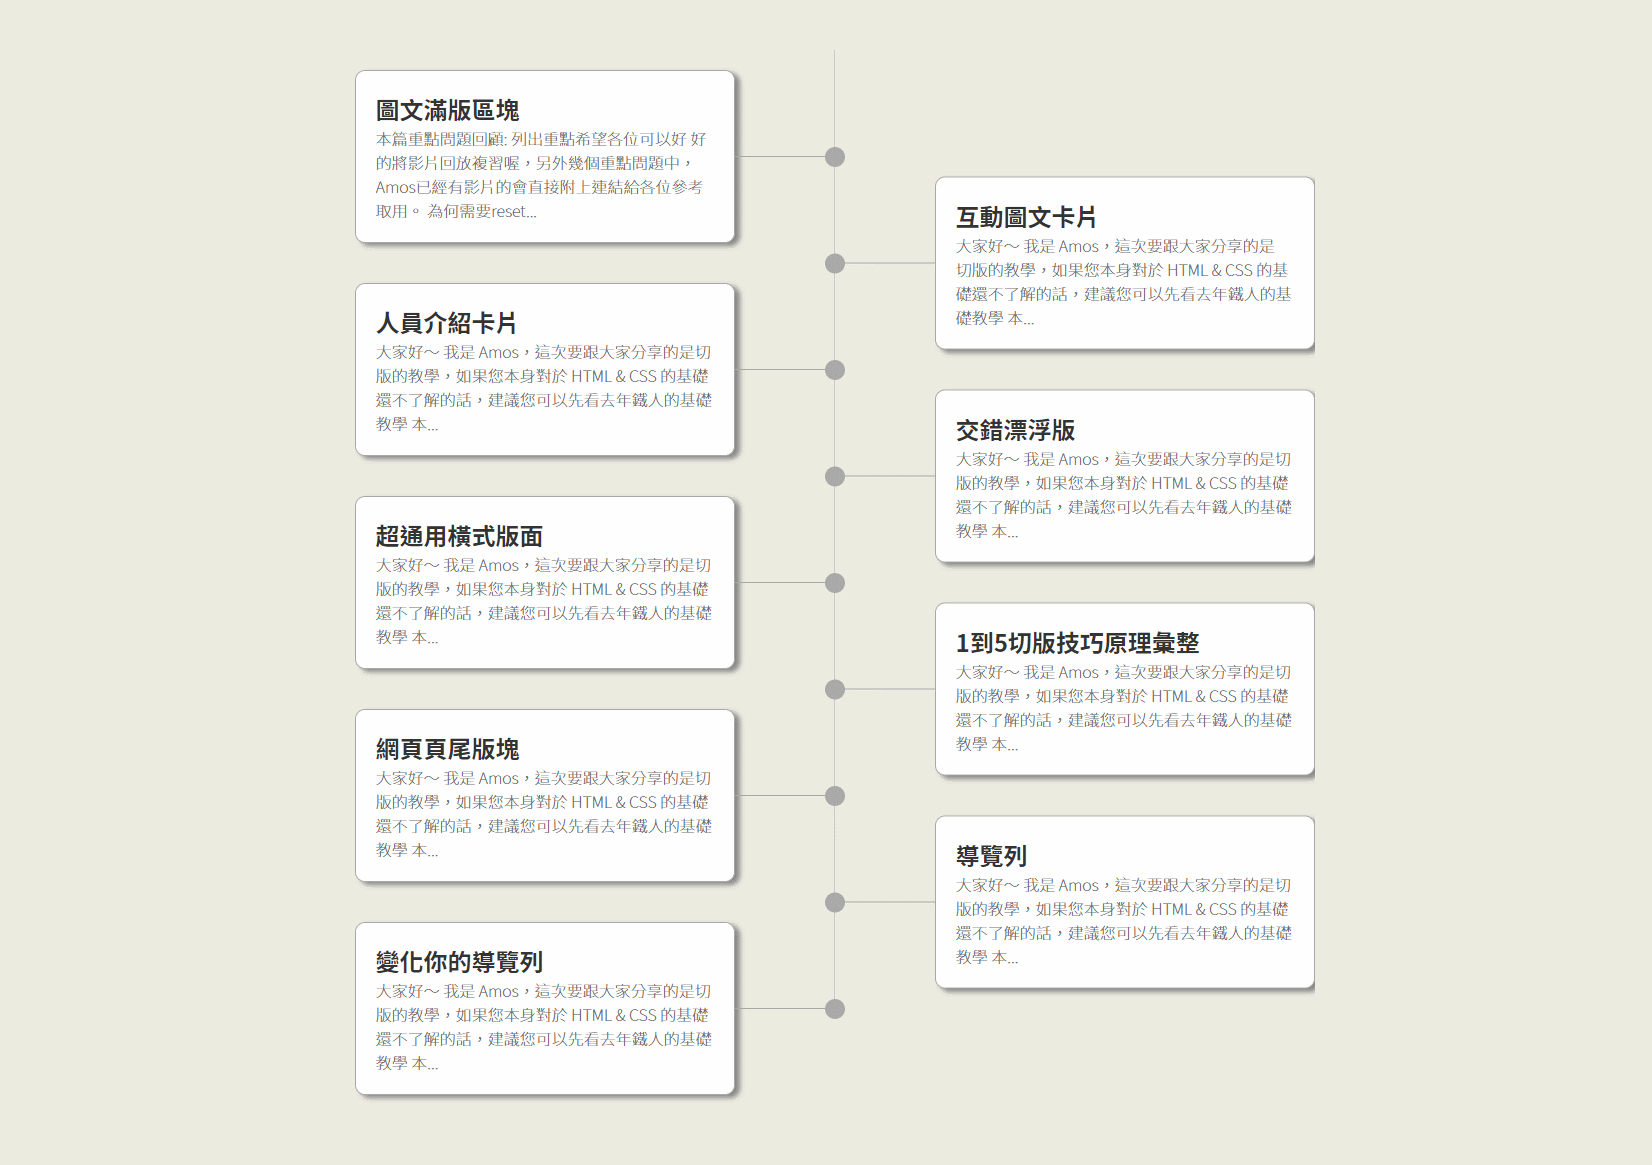 圖文滿版區塊
本篇重點問題回顧: 列出重點希望各位可以好 好
的將影片回放複習喔，另外幾個重點問題中，
Amos已經有影片的會直接附上連結給各位參考
取用。 為何需要reset...
互動圖文卡片
大家好～ 我是 Amos，這次要跟大家分享的是
切版的教學，如果您本身對於 HTML & CSS 的基
礎還不了解的話，建議您可以先看去年鐵人的基
礎教學 本...
人員介紹卡片
大家好～ 我是 Amos，這次要跟大家分享的是切
版的教學，如果您本身對於 HTML & CSS 的基礎
還不了解的話，建議您可以先看去年鐵人的基礎
教學 本...
交錯漂浮版
大家好～ 我是 Amos，這次要跟大家分享的是切
版的教學，如果您本身對於 HTML & CSS 的基礎
還不了解的話，建議您可以先看去年鐵人的基礎
教學 本...
超通用橫式版面
大家好～ 我是 Amos，這次要跟大家分享的是切
版的教學，如果您本身對於 HTML & CSS 的基礎
還不了解的話，建議您可以先看去年鐵人的基礎
教學 本...
1到5切版技巧原理彙整
大家好～ 我是 Amos，這次要跟大家分享的是切
版的教學，如果您本身對於 HTML & CSS 的基礎
還不了解的話，建議您可以先看去年鐵人的基礎
教學 本...
網頁頁尾版塊
大家好～ 我是 Amos，這次要跟大家分享的是切
版的教學，如果您本身對於 HTML & CSS 的基礎
還不了解的話，建議您可以先看去年鐵人的基礎
教學 本...
導覽列
大家好～ 我是 Amos，這次要跟大家分享的是切
版的教學，如果您本身對於 HTML & CSS 的基礎
還不了解的話，建議您可以先看去年鐵人的基礎
教學 本...
變化你的導覽列
大家好～ 我是 Amos，這次要跟大家分享的是切
版的教學，如果您本身對於 HTML & CSS 的基礎
還不了解的話，建議您可以先看去年鐵人的基礎
教學 本...